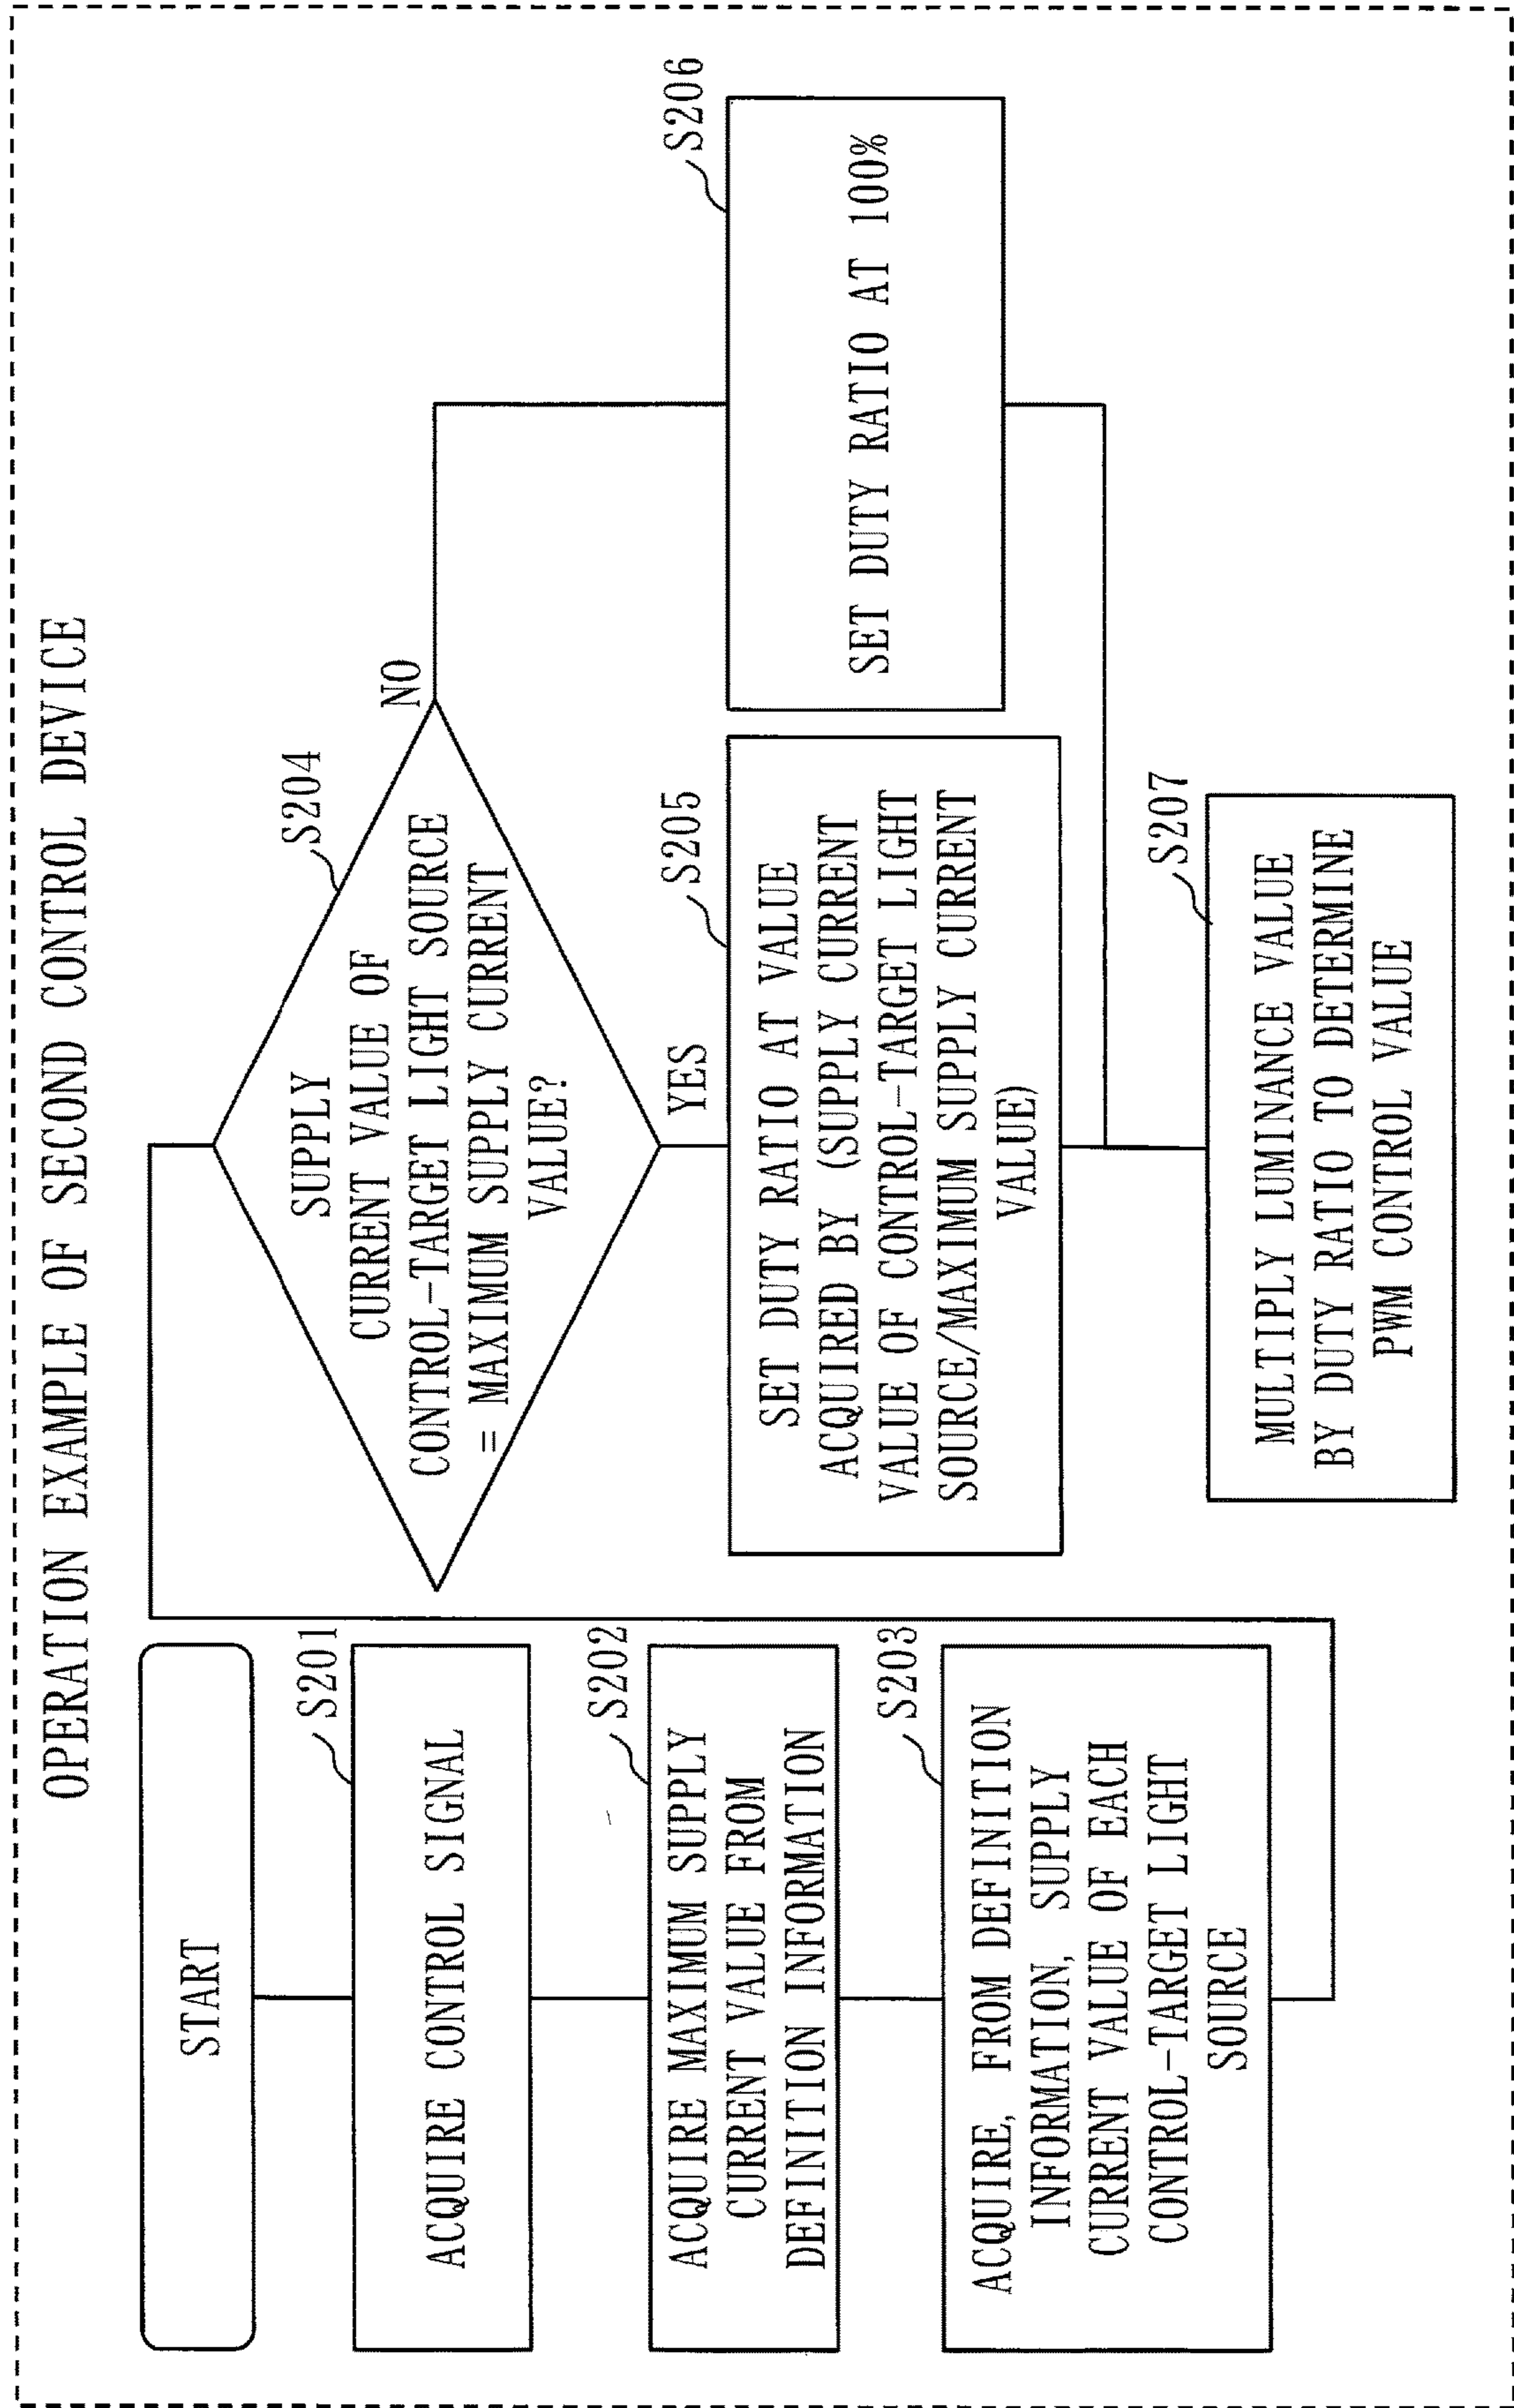 OPERATION EXAMPLE OF SECOND CONTROL DEVICE
START
S201
ACQUIRE CONTROL SIGNAL
S202
ACQUIRE MAXIMUM SUPPLY
CURRENT VALUE FROM
DEFINITION INFORMATION
S203
ACQUIRE, FROM DEFINITION
INFORMATION, SUPPLY
CURRENT VALUE OF EACH
CONTROL-TARGET LIGHT
SOURCE
S204
SUPPLY
CURRENT VALUE OF
CONTROL-TARGET LIGHT SOURCE
= MAXIMUM SUPPLY CURRENT
VALUE?
NO
YES
S205
SET DUTY RATIO AT VALUE
ACQUIRED BY (SUPPLY CURRENT
VALUE OF CONTROL-TARGET LIGHT
SOURCE/MAXIMUM SUPPLY CURRENT
VALUE)
S206
SET DUTY RATIO AT 100%
S207
MULTIPLY LUMINANCE VALUE
BY DUTY RATIO TO DETERMINE
PWM CONTROL VALUE